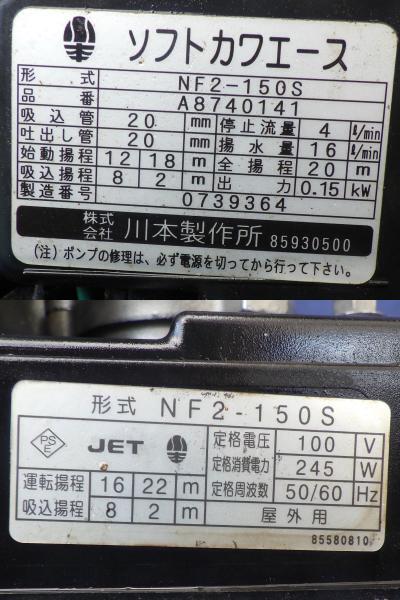 ソフトカワエース
形式 NF2-150S
品番 A8740141
吸込管 20 mm 停止流量 4 ℓ/min
吐出し管 20 mm 揚水量 16 ℓ/min
始動揚程 12 18 m 全揚程 20 m
吸込揚程 8 2 m 出力 0.15 kW
製造番号 0739364
株式会社 川本製作所 85930500
(注) ポンプの修理は、必ず電源を切ってから行って下さい。
形式 NF2-150S
PSE JET 定格電圧 100 V
定格消費電力 245 W
運転揚程 16 22 m 定格周波数 50/60 Hz
吸込揚程 8 2 m 屋外用
85580810